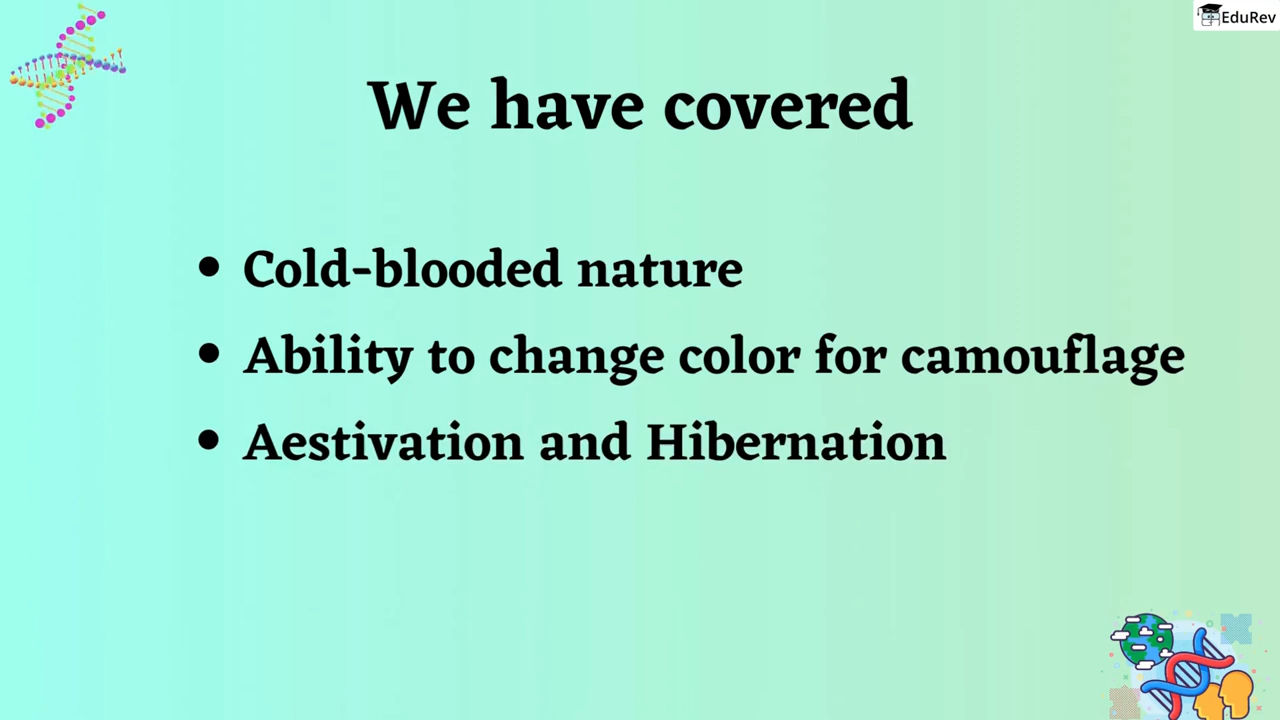 EduRev
We have covered
• Cold-blooded nature
• Ability to change color for camouflage
• Aestivation and Hibernation